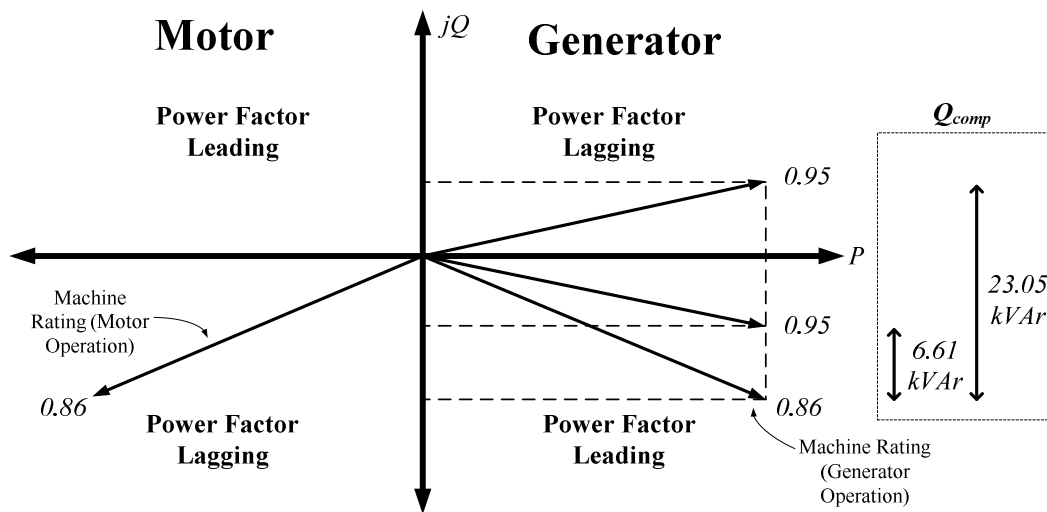 Motor
jQ
Generator
Power Factor
Leading
Power Factor
Lagging
Q comp
0.95
P
Machine
Rating (Motor
Operation)
23.05
kVAr
0.95
6.61
kVAr
0.86
0.86
Power Factor
Lagging
Power Factor
Leading
Machine Rating
(Generator
Operation)